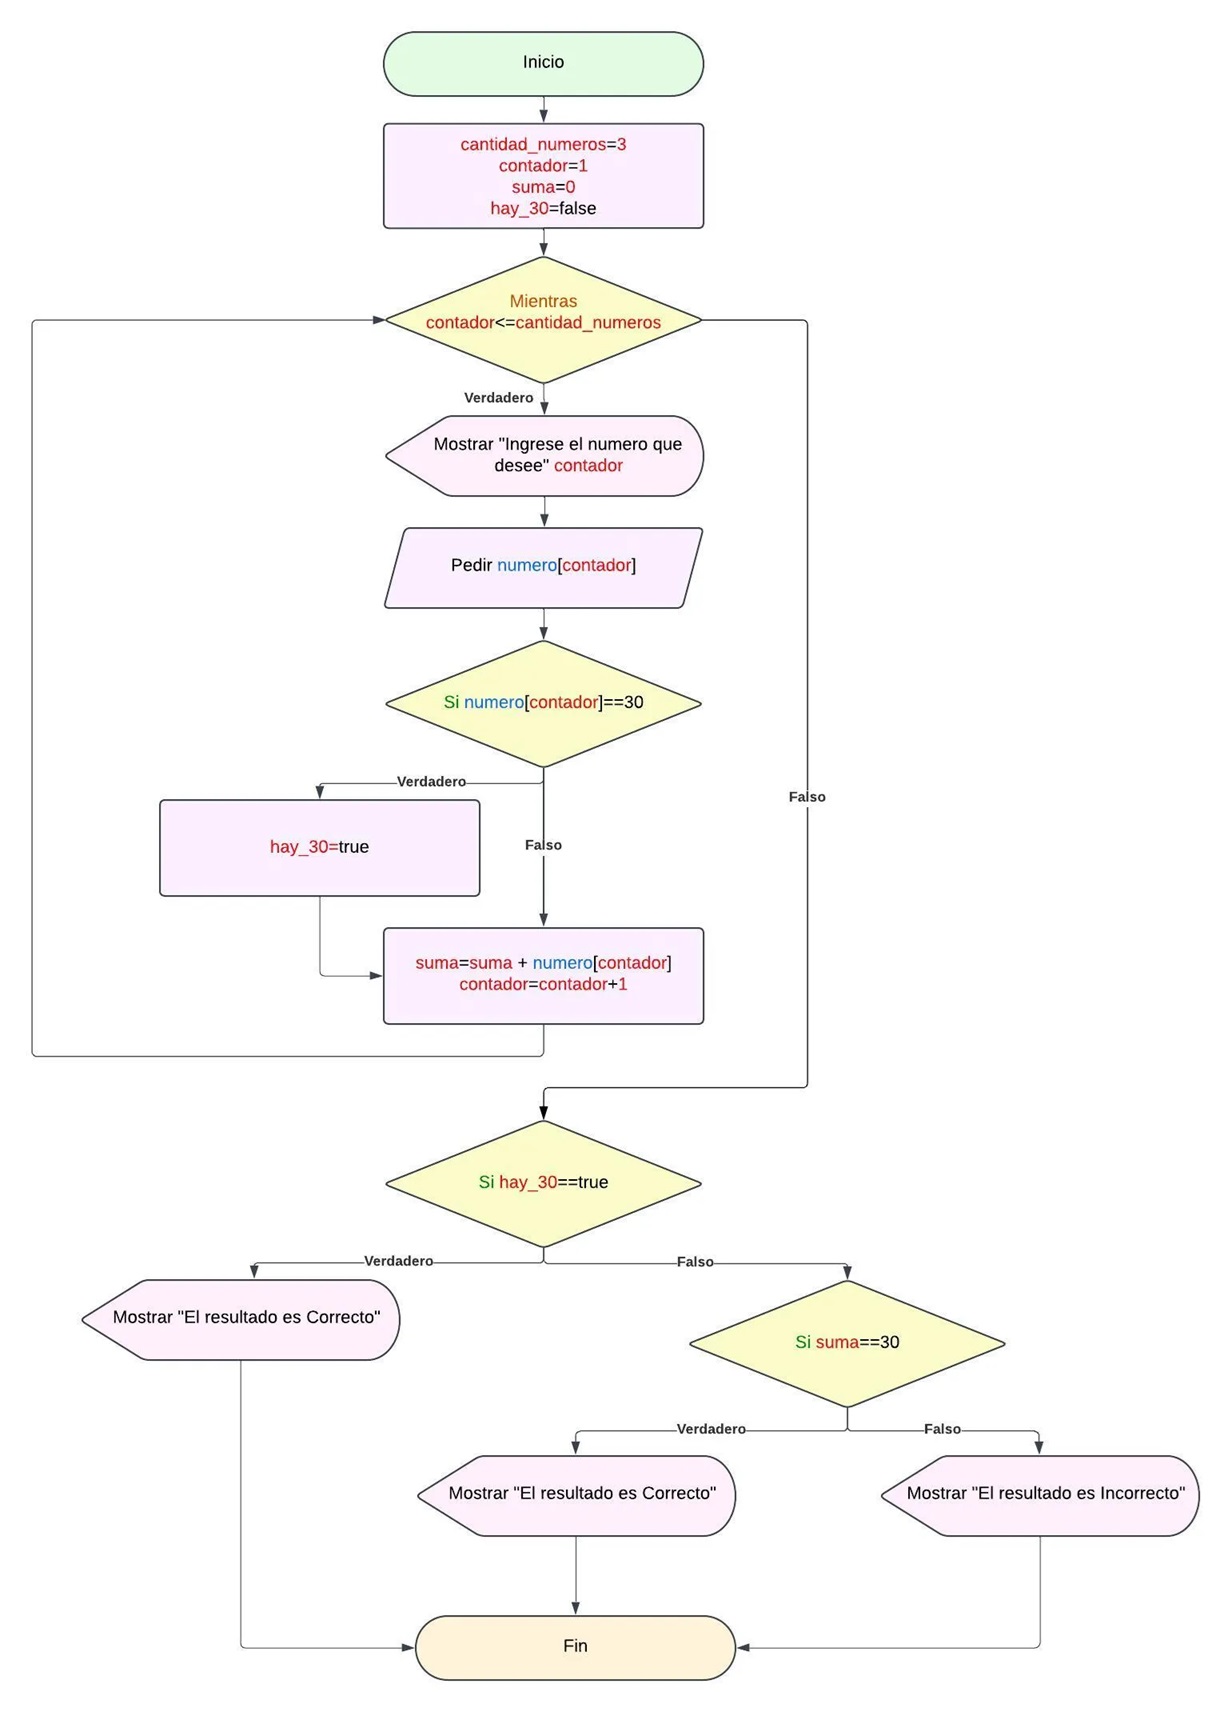 Inicio
cantidad_numeros=3
contador=1
suma=0
hay_30=false
Mientras
contador<=cantidad_numeros
Verdadero
Mostrar "Ingrese el numero que
desee" contador
Pedir numero[contador]
Si numero[contador]==30
Verdadero
Falso
hay_30=true
Falso
suma=suma + numero[contador]
contador=contador+1
Si hay_30==true
Verdadero
Falso
Mostrar "El resultado es Correcto"
Si suma==30
Verdadero
Falso
Mostrar "El resultado es Correcto"
Mostrar "El resultado es Incorrecto"
Fin